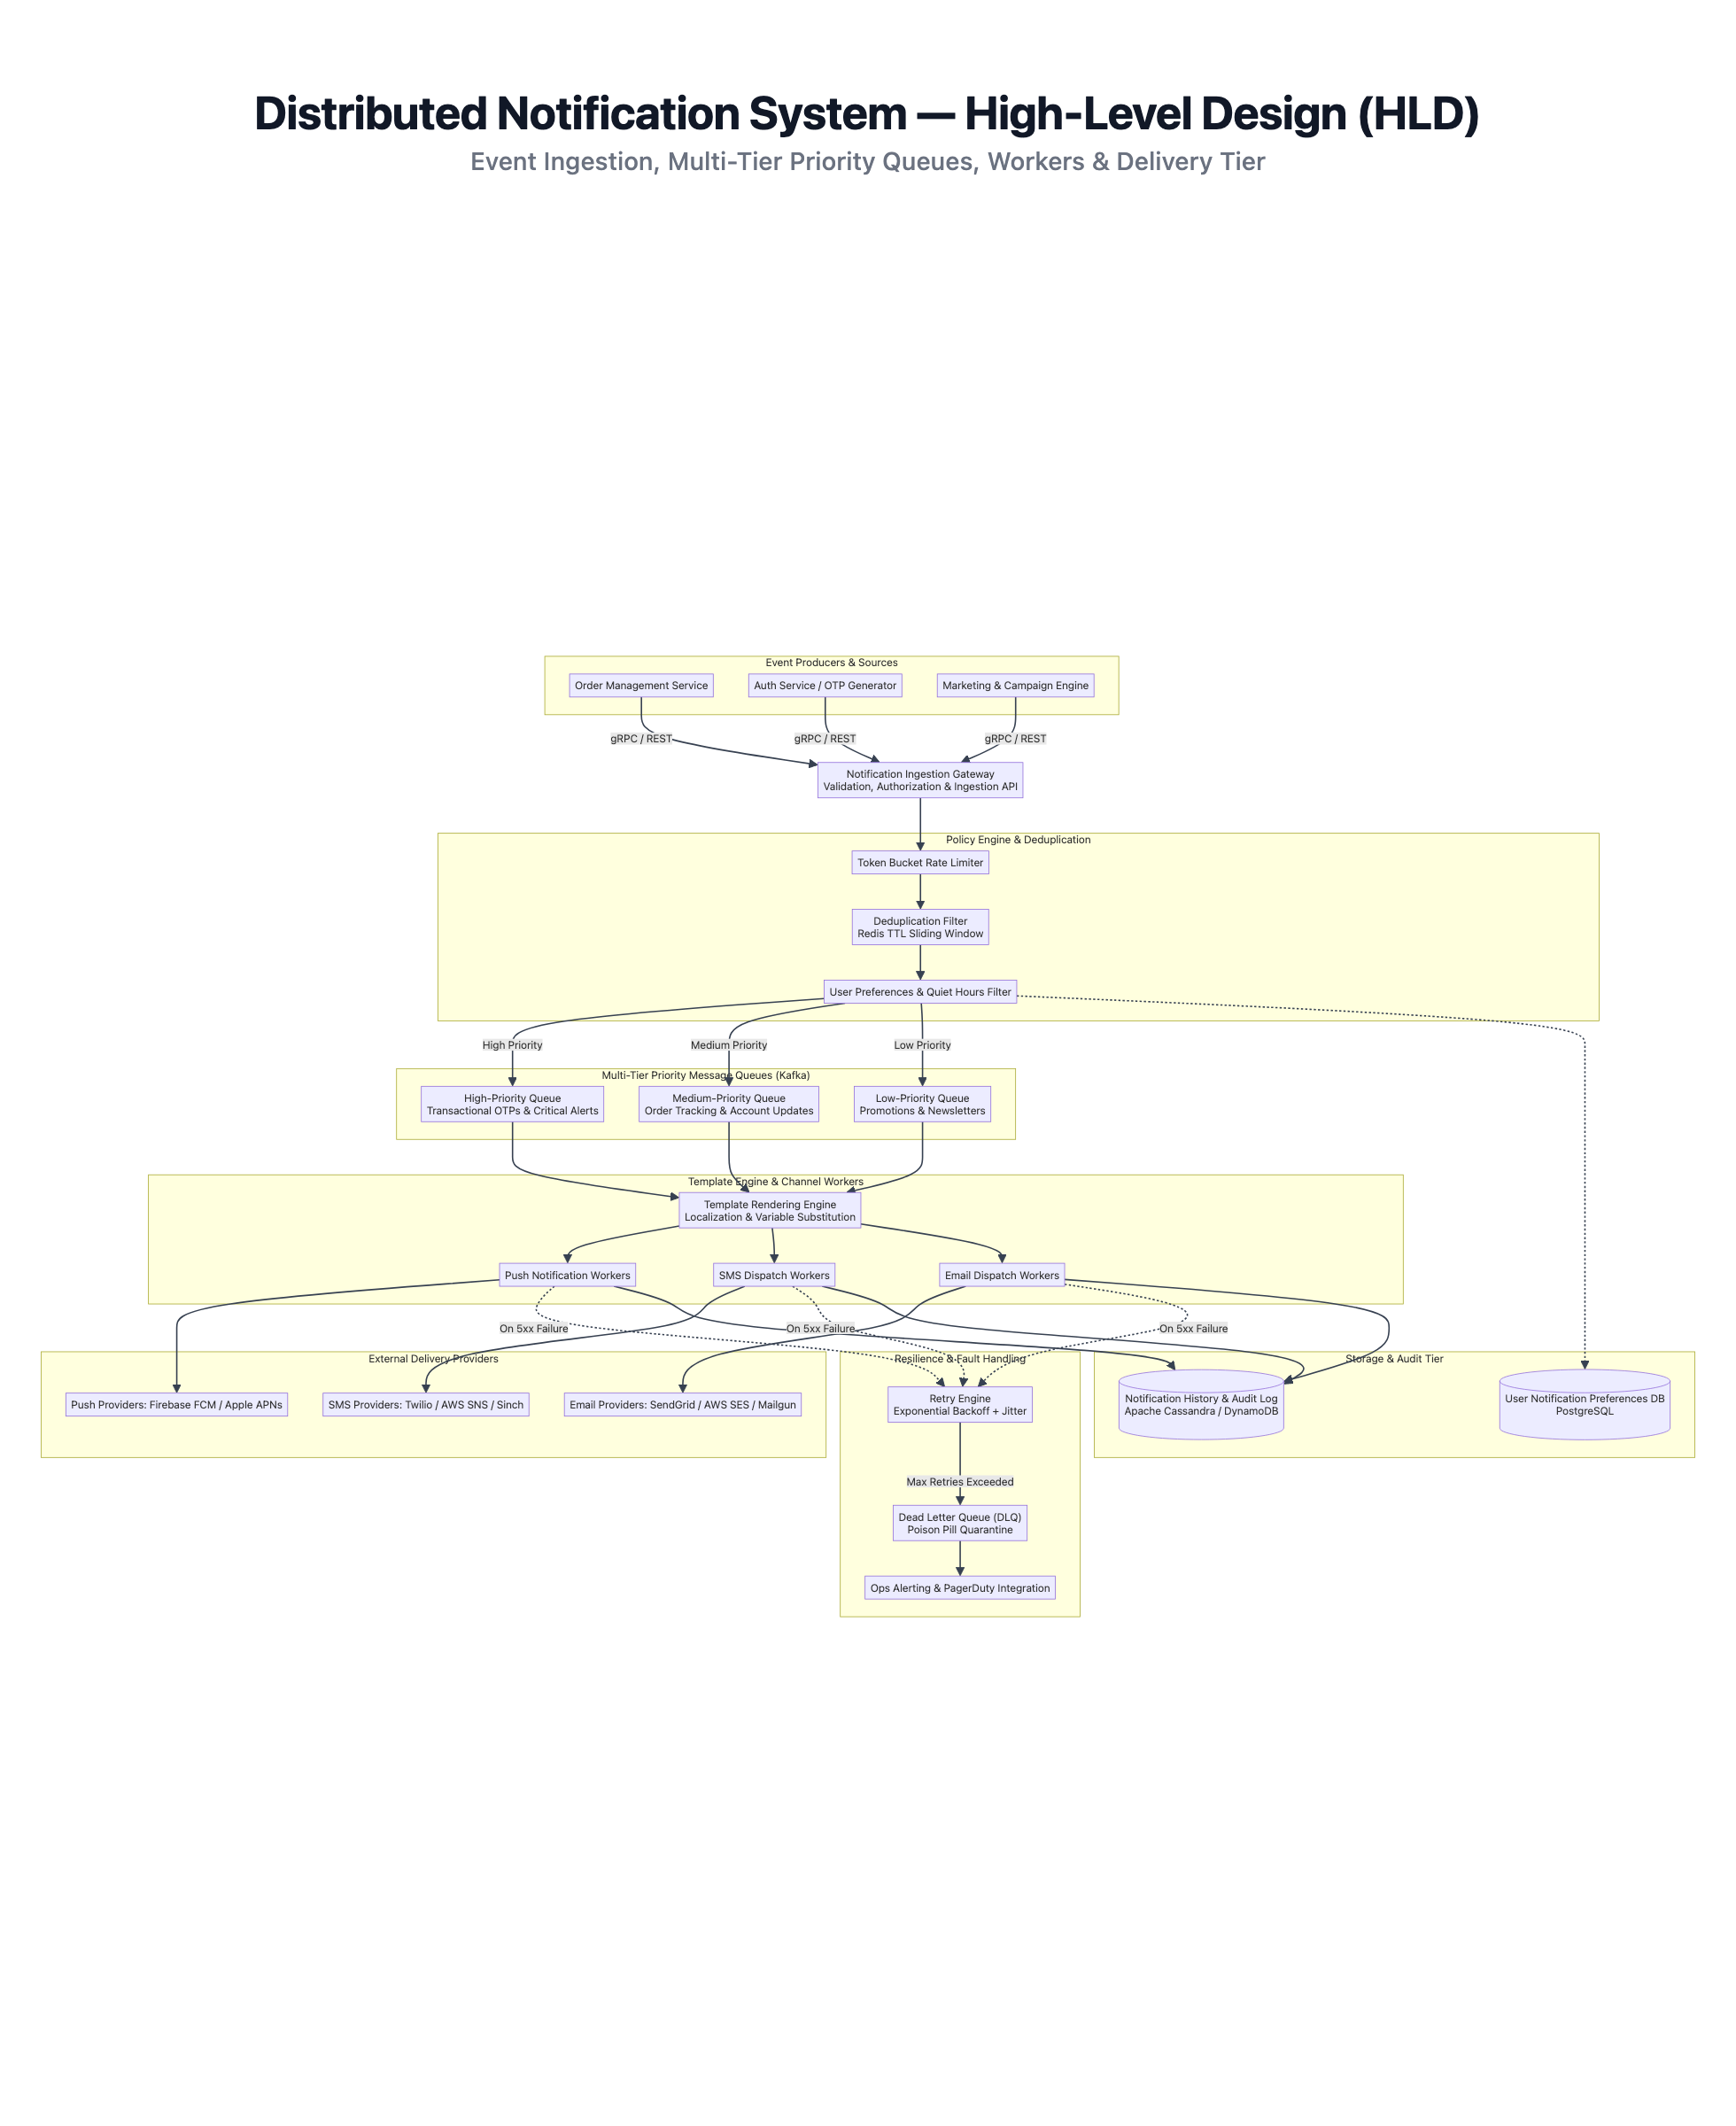 Distributed Notification System — High-Level Design (HLD)
Event Ingestion, Multi-Tier Priority Queues, Workers & Delivery Tier
Event Producers & Sources
Order Management Service
Auth Service / OTP Generator
Marketing & Campaign Engine
gRPC / REST
gRPC / REST
gRPC / REST
Notification Ingestion Gateway
Validation, Authorization & Ingestion API
Policy Engine & Deduplication
Token Bucket Rate Limiter
Deduplication Filter
Redis TTL Sliding Window
User Preferences & Quiet Hours Filter
High Priority
Medium Priority
Low Priority
Multi-Tier Priority Message Queues (Kafka)
High-Priority Queue
Transactional OTPs & Critical Alerts
Medium-Priority Queue
Order Tracking & Account Updates
Low-Priority Queue
Promotions & Newsletters
Template Engine & Channel Workers
Template Rendering Engine
Localization & Variable Substitution
Push Notification Workers
SMS Dispatch Workers
Email Dispatch Workers
On 5xx Failure
On 5xx Failure
On 5xx Failure
External Delivery Providers
Push Providers: Firebase FCM / Apple APNs
SMS Providers: Twilio / AWS SNS / Sinch
Email Providers: SendGrid / AWS SES / Mailgun
Resilience & Fault Handling
Retry Engine
Exponential Backoff + Jitter
Max Retries Exceeded
Dead Letter Queue (DLQ)
Poison Pill Quarantine
Ops Alerting & PagerDuty Integration
Storage & Audit Tier
Notification History & Audit Log
Apache Cassandra / DynamoDB
User Notification Preferences DB
PostgreSQL